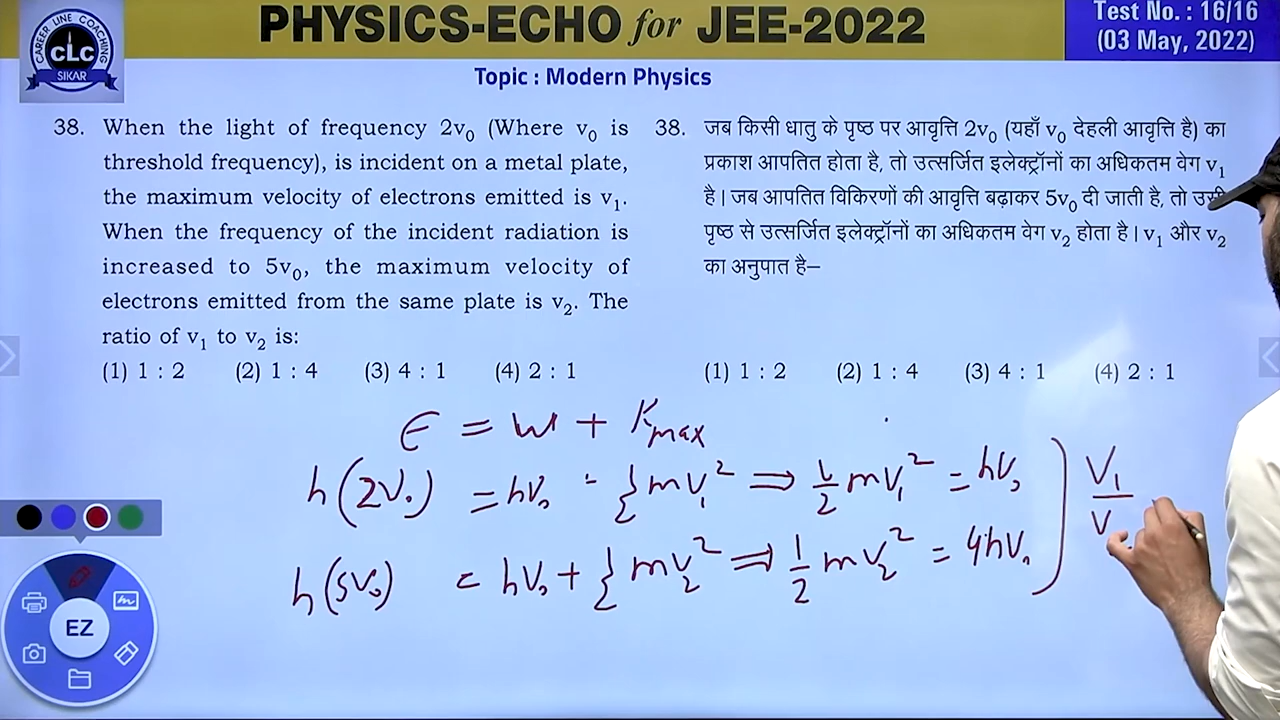 CAREER LINE COACHING
CLC
SIKAR
PHYSICS-ECHO for JEE-2022
Test No. : 16/16
(03 May, 2022)
Topic : Modern Physics
38. When the light of frequency 2v₀ (Where v₀ is
threshold frequency), is incident on a metal plate,
the maximum velocity of electrons emitted is v₁.
When the frequency of the incident radiation is
increased to 5v₀, the maximum velocity of
electrons emitted from the same plate is v₂. The
ratio of v₁ to v₂ is:
(1) 1 : 2 (2) 1 : 4 (3) 4 : 1 (4) 2 : 1
38. जब किसी धातु के पृष्ठ पर आवृत्ति 2v₀ (यहाँ v₀ देहली आवृत्ति है) का
प्रकाश आपतित होता है, तो उत्सर्जित इलेक्ट्रॉनों का अधिकतम वेग v₁
है। जब आपतित विकिरणों की आवृत्ति बढ़ाकर 5v₀ दी जाती है, तो उसी
पृष्ठ से उत्सर्जित इलेक्ट्रॉनों का अधिकतम वेग v₂ होता है। v₁ और v₂
का अनुपात है–
(1) 1 : 2 (2) 1 : 4 (3) 4 : 1 (4) 2 : 1
E = W + Kmax
h(2V₀) = hV₀ - ½mv₁² ⇒ ½mv₁² = hV₀
h(5V₀) = hV₀ + ½mv₂² ⇒ ½mv₂² = 4hV₀
V₁
V
EZ